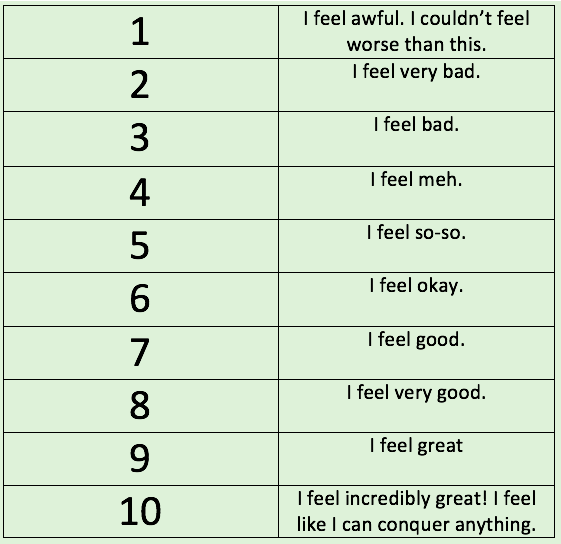 1
I feel awful. I couldn’t feel
worse than this.
2
I feel very bad.
3
I feel bad.
4
I feel meh.
5
I feel so-so.
6
I feel okay.
7
I feel good.
8
I feel very good.
9
I feel great
10
I feel incredibly great! I feel
like I can conquer anything.